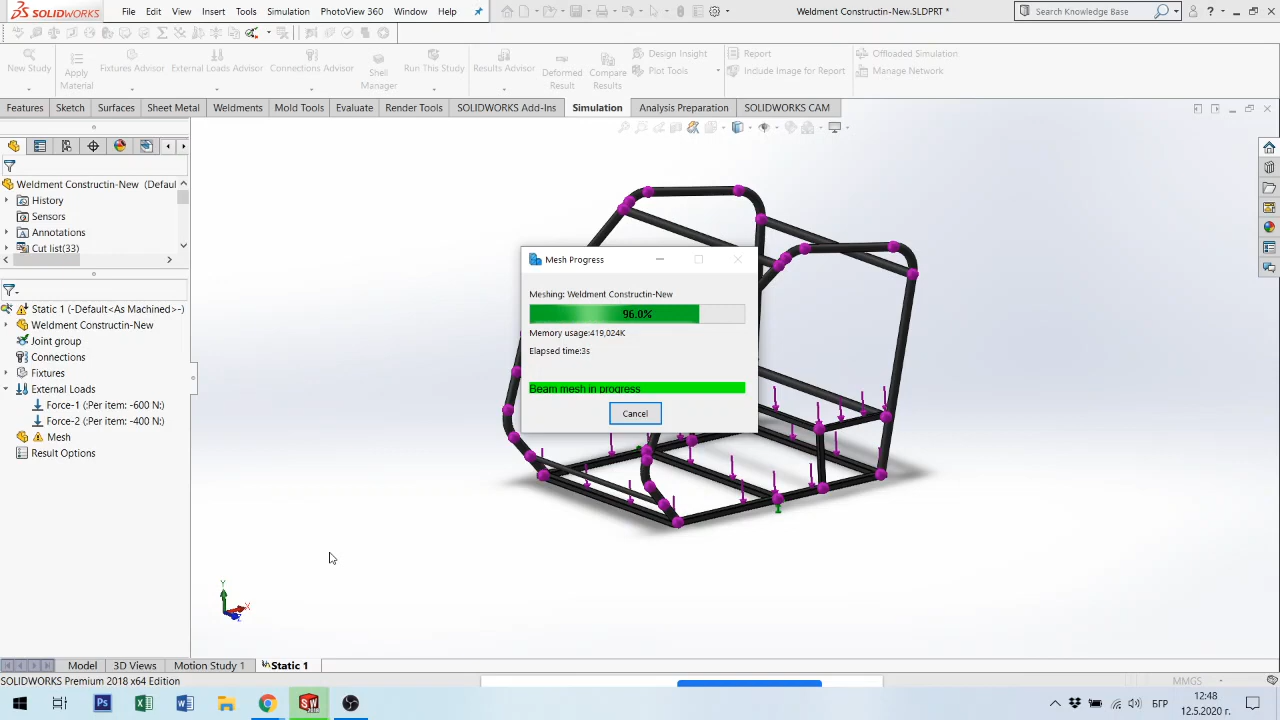 SOLIDWORKS
File Edit View Insert Tools Simulation PhotoView 360 Window Help
Weldment Constructin-New.SLDPRT *
Search Knowledge Base
New Study
Apply Material
Fixtures Advisor
External Loads Advisor
Connections Advisor
Shell Manager
Run This Study
Results Advisor
Deformed Result
Compare Results
Design Insight
Plot Tools
Report
Include Image for Report
Offloaded Simulation
Manage Network
Features Sketch Surfaces Sheet Metal Weldments Mold Tools Evaluate Render Tools SOLIDWORKS Add-Ins Simulation Analysis Preparation SOLIDWORKS CAM
Weldment Constructin-New (Defaul
History
Sensors
Annotations
Cut list(33)
Static 1 (-Default<As Machined>-)
Weldment Constructin-New
Joint group
Connections
Fixtures
External Loads
Force-1 (:Per item: -600 N:)
Force-2 (:Per item: -400 N:)
Mesh
Result Options
Mesh Progress
Meshing: Weldment Constructin-New
96.0%
Memory usage:419,024K
Elapsed time:3s
Beam mesh in progress
Cancel
Y
X
Z
Model 3D Views Motion Study 1 Static 1
SOLIDWORKS Premium 2018 x64 Edition
MMGS
Ps
SW
БГР
12:48
12.5.2020 г.